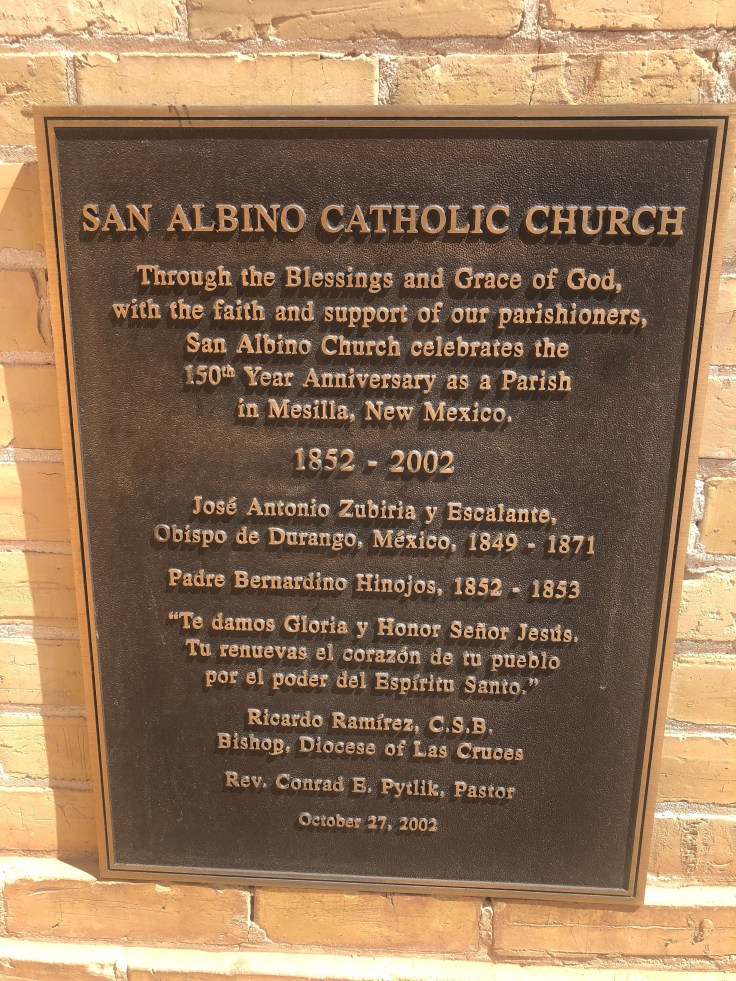 SAN ALBINO CATHOLIC CHURCH
Through the Blessings and Grace of God,
with the faith and support of our parishioners,
San Albino Church celebrates the
150th Year Anniversary as a Parish
in Mesilla, New Mexico.
1852 - 2002
José Antonio Zubiria y Escalante,
Obispo de Durango, México, 1849 - 1871
Padre Bernardino Hinojos, 1852 - 1853
“Te damos Gloria y Honor Señor Jesús.
Tu renuevas el corazón de tu pueblo
por el poder del Espíritu Santo.”
Ricardo Ramírez, C.S.B.
Bishop, Diocese of Las Cruces
Rev. Conrad E. Pytlik, Pastor
October 27, 2002